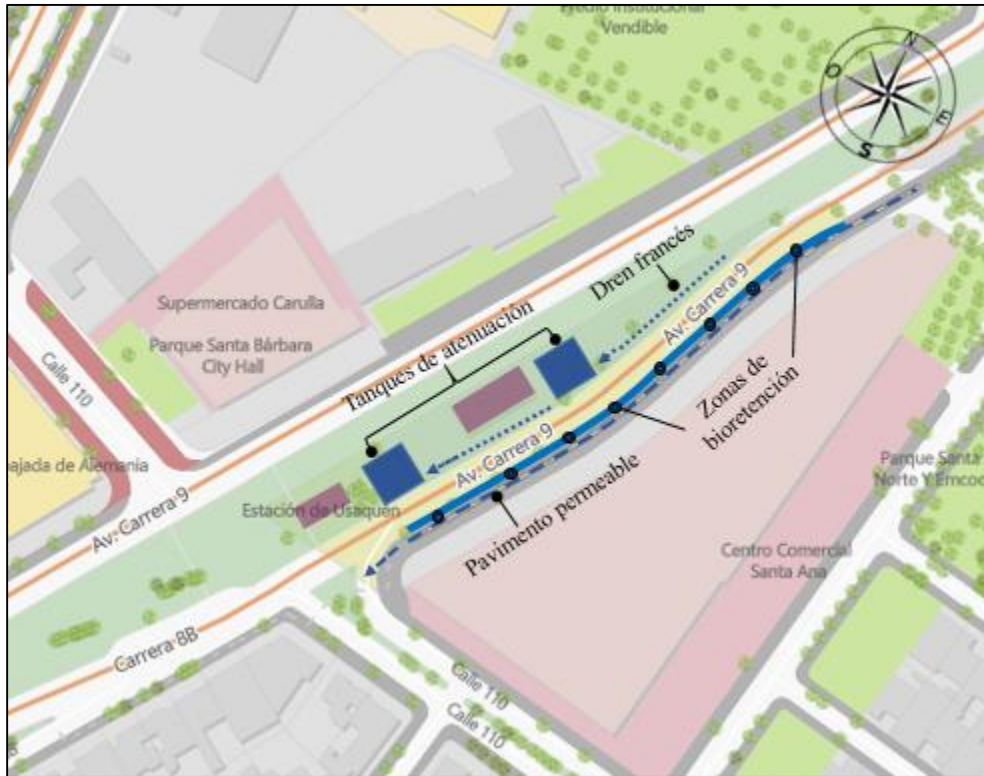 Predio Institucional
Vendible
N
O
E
S
Dren francés
Supermercado Carulla
Tanques de atenuación
Av. Carrera 9
Parque Santa Bárbara
City Hall
Calle 110
Zonas de
bioretención
Av. Carrera 9
ajada de Alemania
Parque Santa
Norte Y Emcoo
Estación de Usaquén
Av. Carrera 9
Pavimento permeable
Centro Comercial
Santa Ana
Carrera 8B
Calle 110
Calle 110